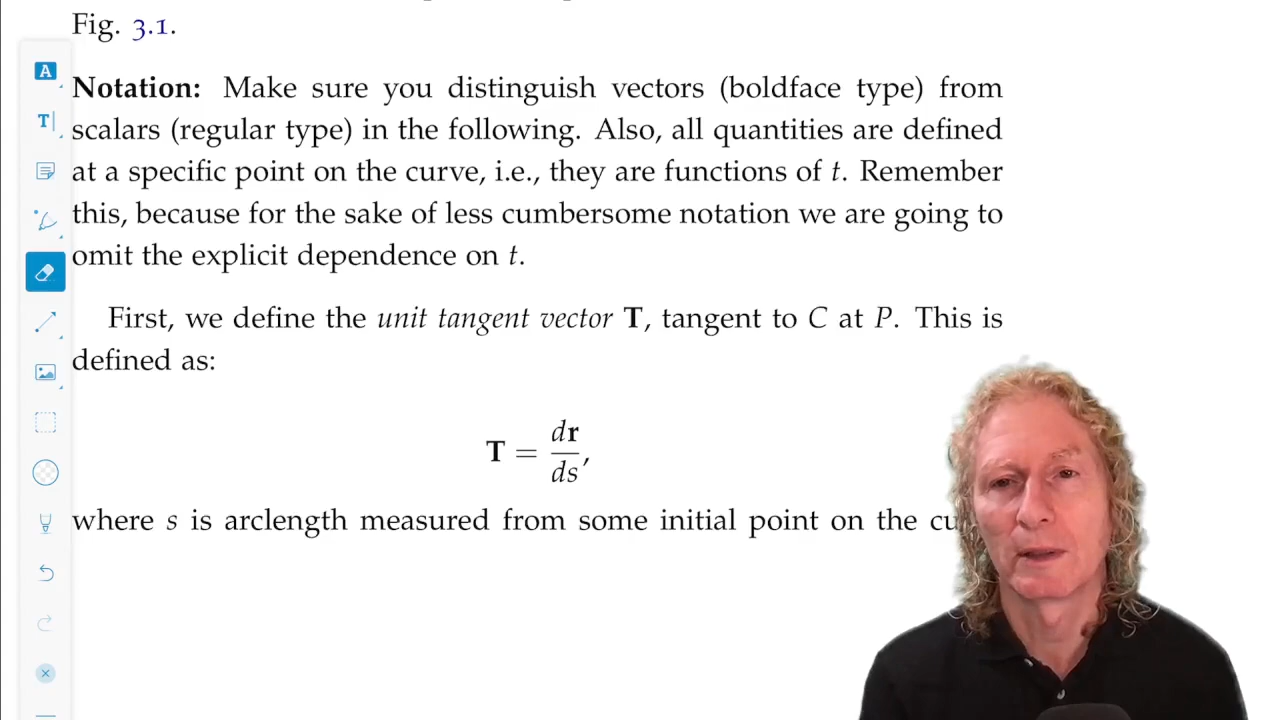 Fig. 3.1.
Notation: Make sure you distinguish vectors (boldface type) from
scalars (regular type) in the following. Also, all quantities are defined
at a specific point on the curve, i.e., they are functions of t. Remember
this, because for the sake of less cumbersome notation we are going to
omit the explicit dependence on t.
First, we define the unit tangent vector T, tangent to C at P. This is
defined as:
T = dr/ds,
where s is arclength measured from some initial point on the
A
T